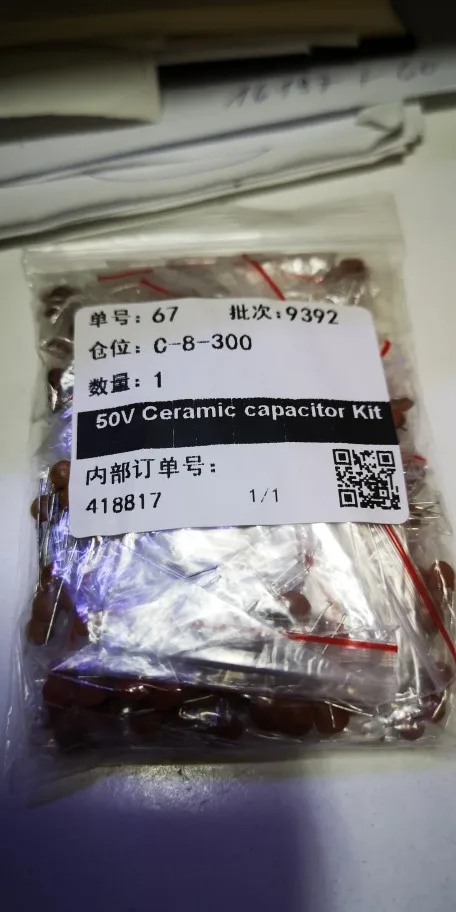 单号：67 批次：9392
仓位：C-8-300
数量：1
50V Ceramic capacitor Kit
内部订单号：
418817 1/1